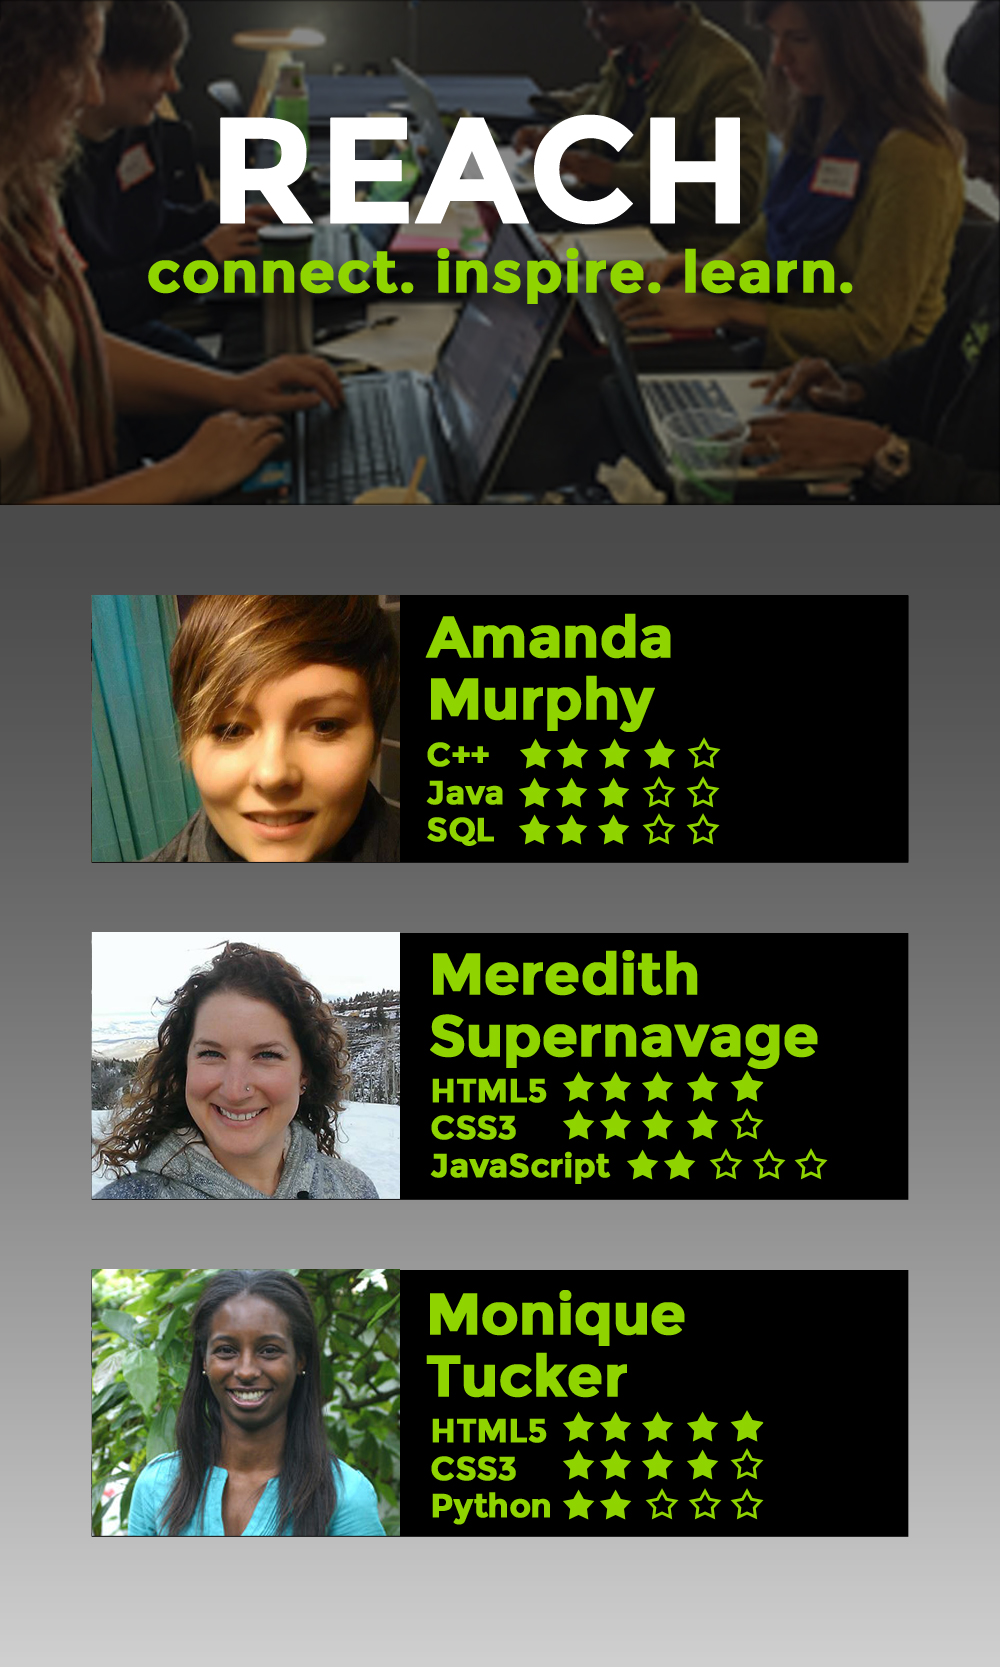 REACH
connect. inspire. learn.
Amanda
Murphy
C++ ★★★★☆
Java ★★★☆☆
SQL ★★★☆☆
Meredith
Supernavage
HTML5 ★★★★★
CSS3 ★★★★☆
JavaScript ★★☆☆☆
Monique
Tucker
HTML5 ★★★★★
CSS3 ★★★★☆
Python ★★☆☆☆